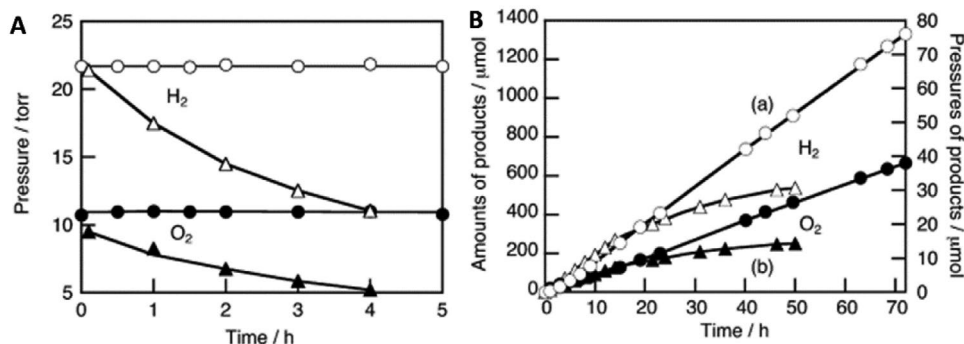 A
25
20
15
10
5
Pressure / torr
H₂
O₂
0
1
2
3
4
5
Time / h
B
1400
1200
1000
800
600
400
200
0
Amounts of products / μmol
(a)
H₂
O₂
(b)
80
70
60
50
40
30
20
10
0
Pressures of products / μmol
0
10
20
30
40
50
60
70
Time / h